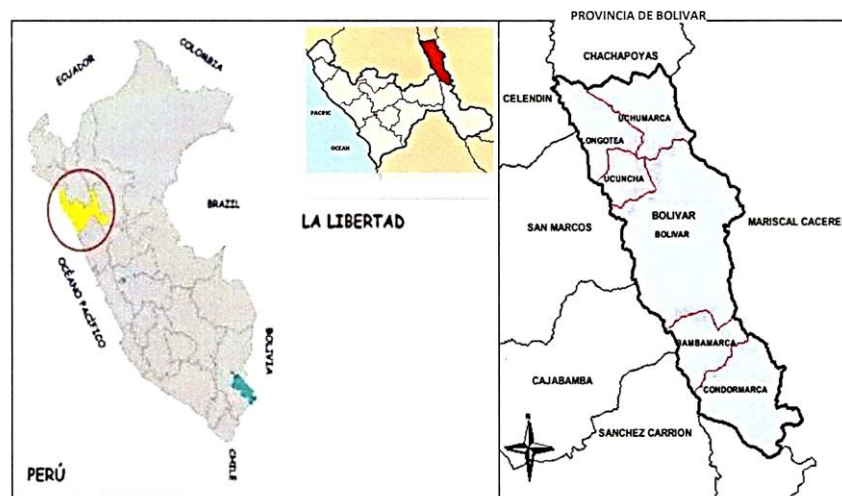 PROVINCIA DE BOLIVAR
ECUADOR
COLOMBIA
BRAZIL
OCÉANO PACÍFICO
BOLIVIA
CHILE
PERÚ
PACIFIC
OCEAN
LA LIBERTAD
CHACHAPOYAS
CELENDIN
UCHUMARCA
LONGOTEA
UCUNCHA
SAN MARCOS
BOLIVAR
BOLIVAR
MARISCAL CACERE
BAMBAMARCA
CAJABAMBA
CONDORMARCA
SANCHEZ CARRION